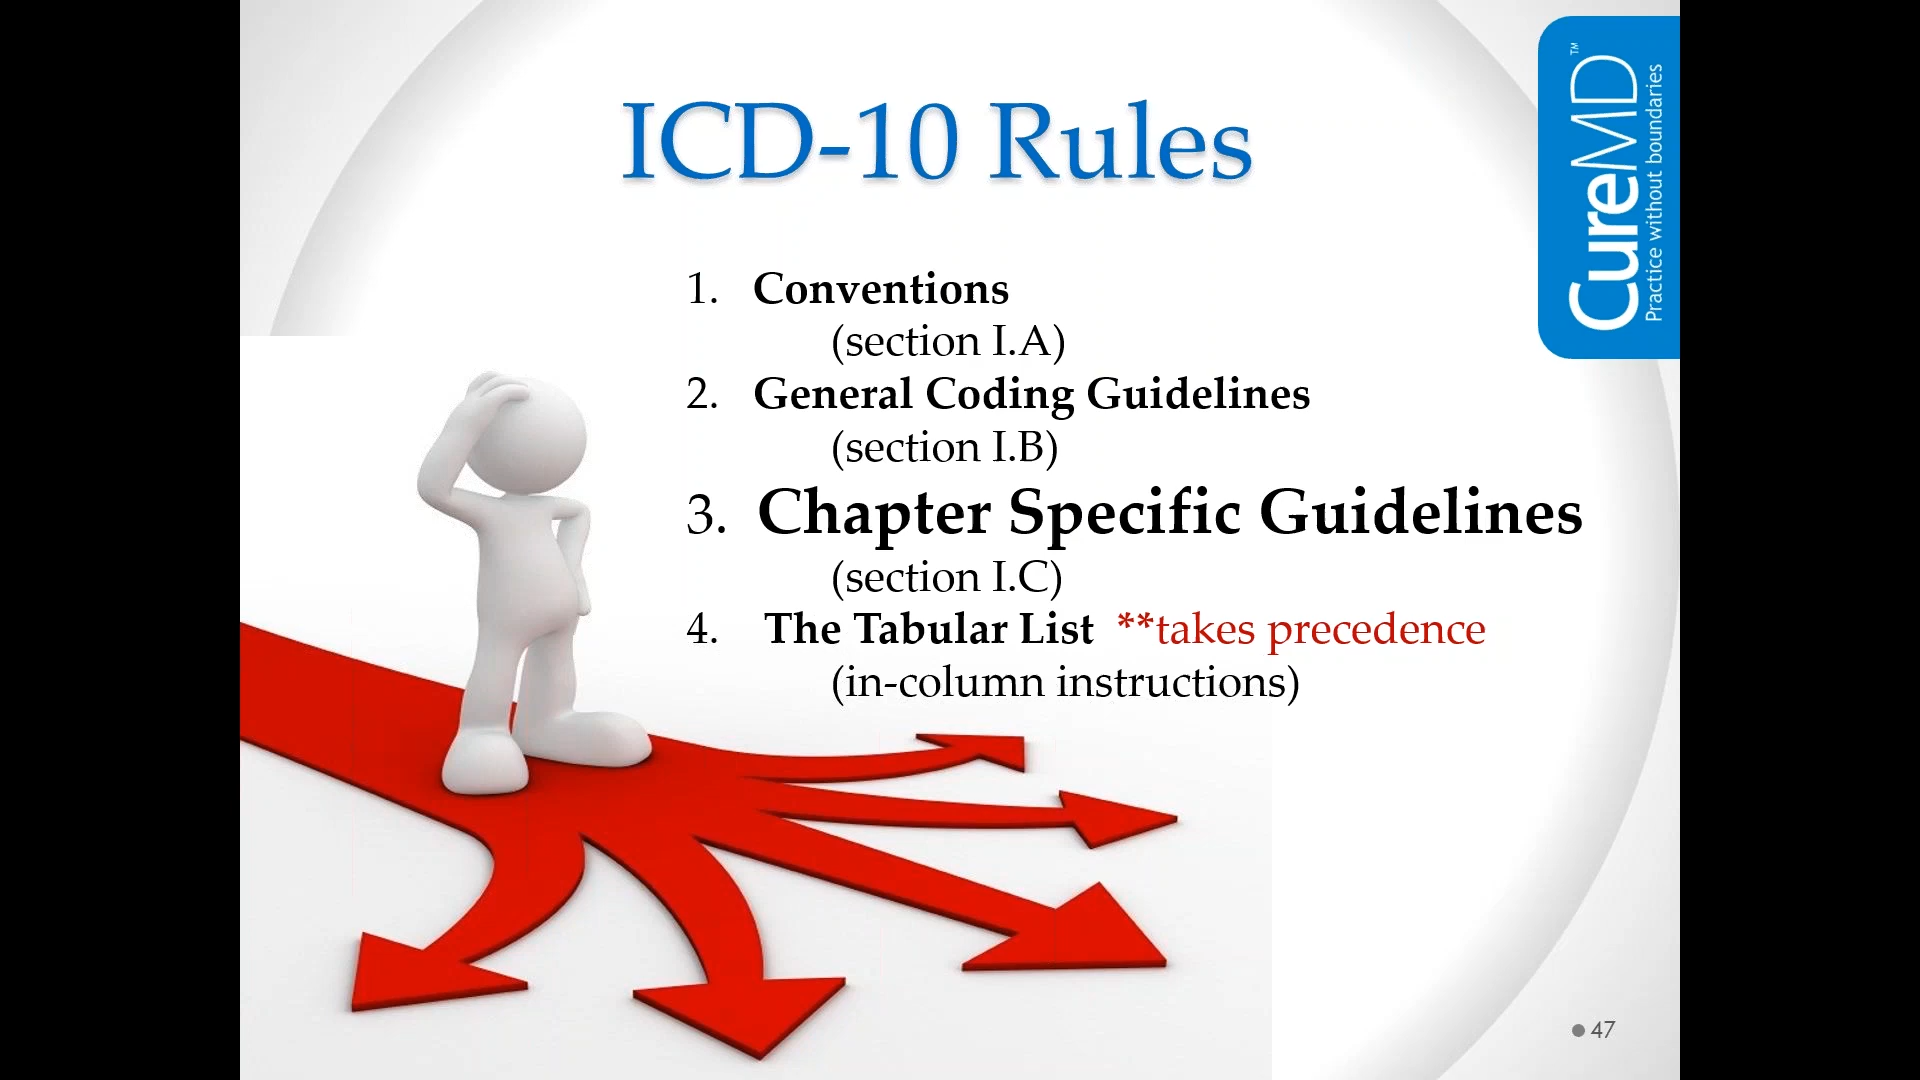 ICD-10 Rules
1. Conventions
(section I.A)
2. General Coding Guidelines
(section I.B)
3. Chapter Specific Guidelines
(section I.C)
4. The Tabular List **takes precedence
(in-column instructions)
CureMD™
Practice without boundaries
47